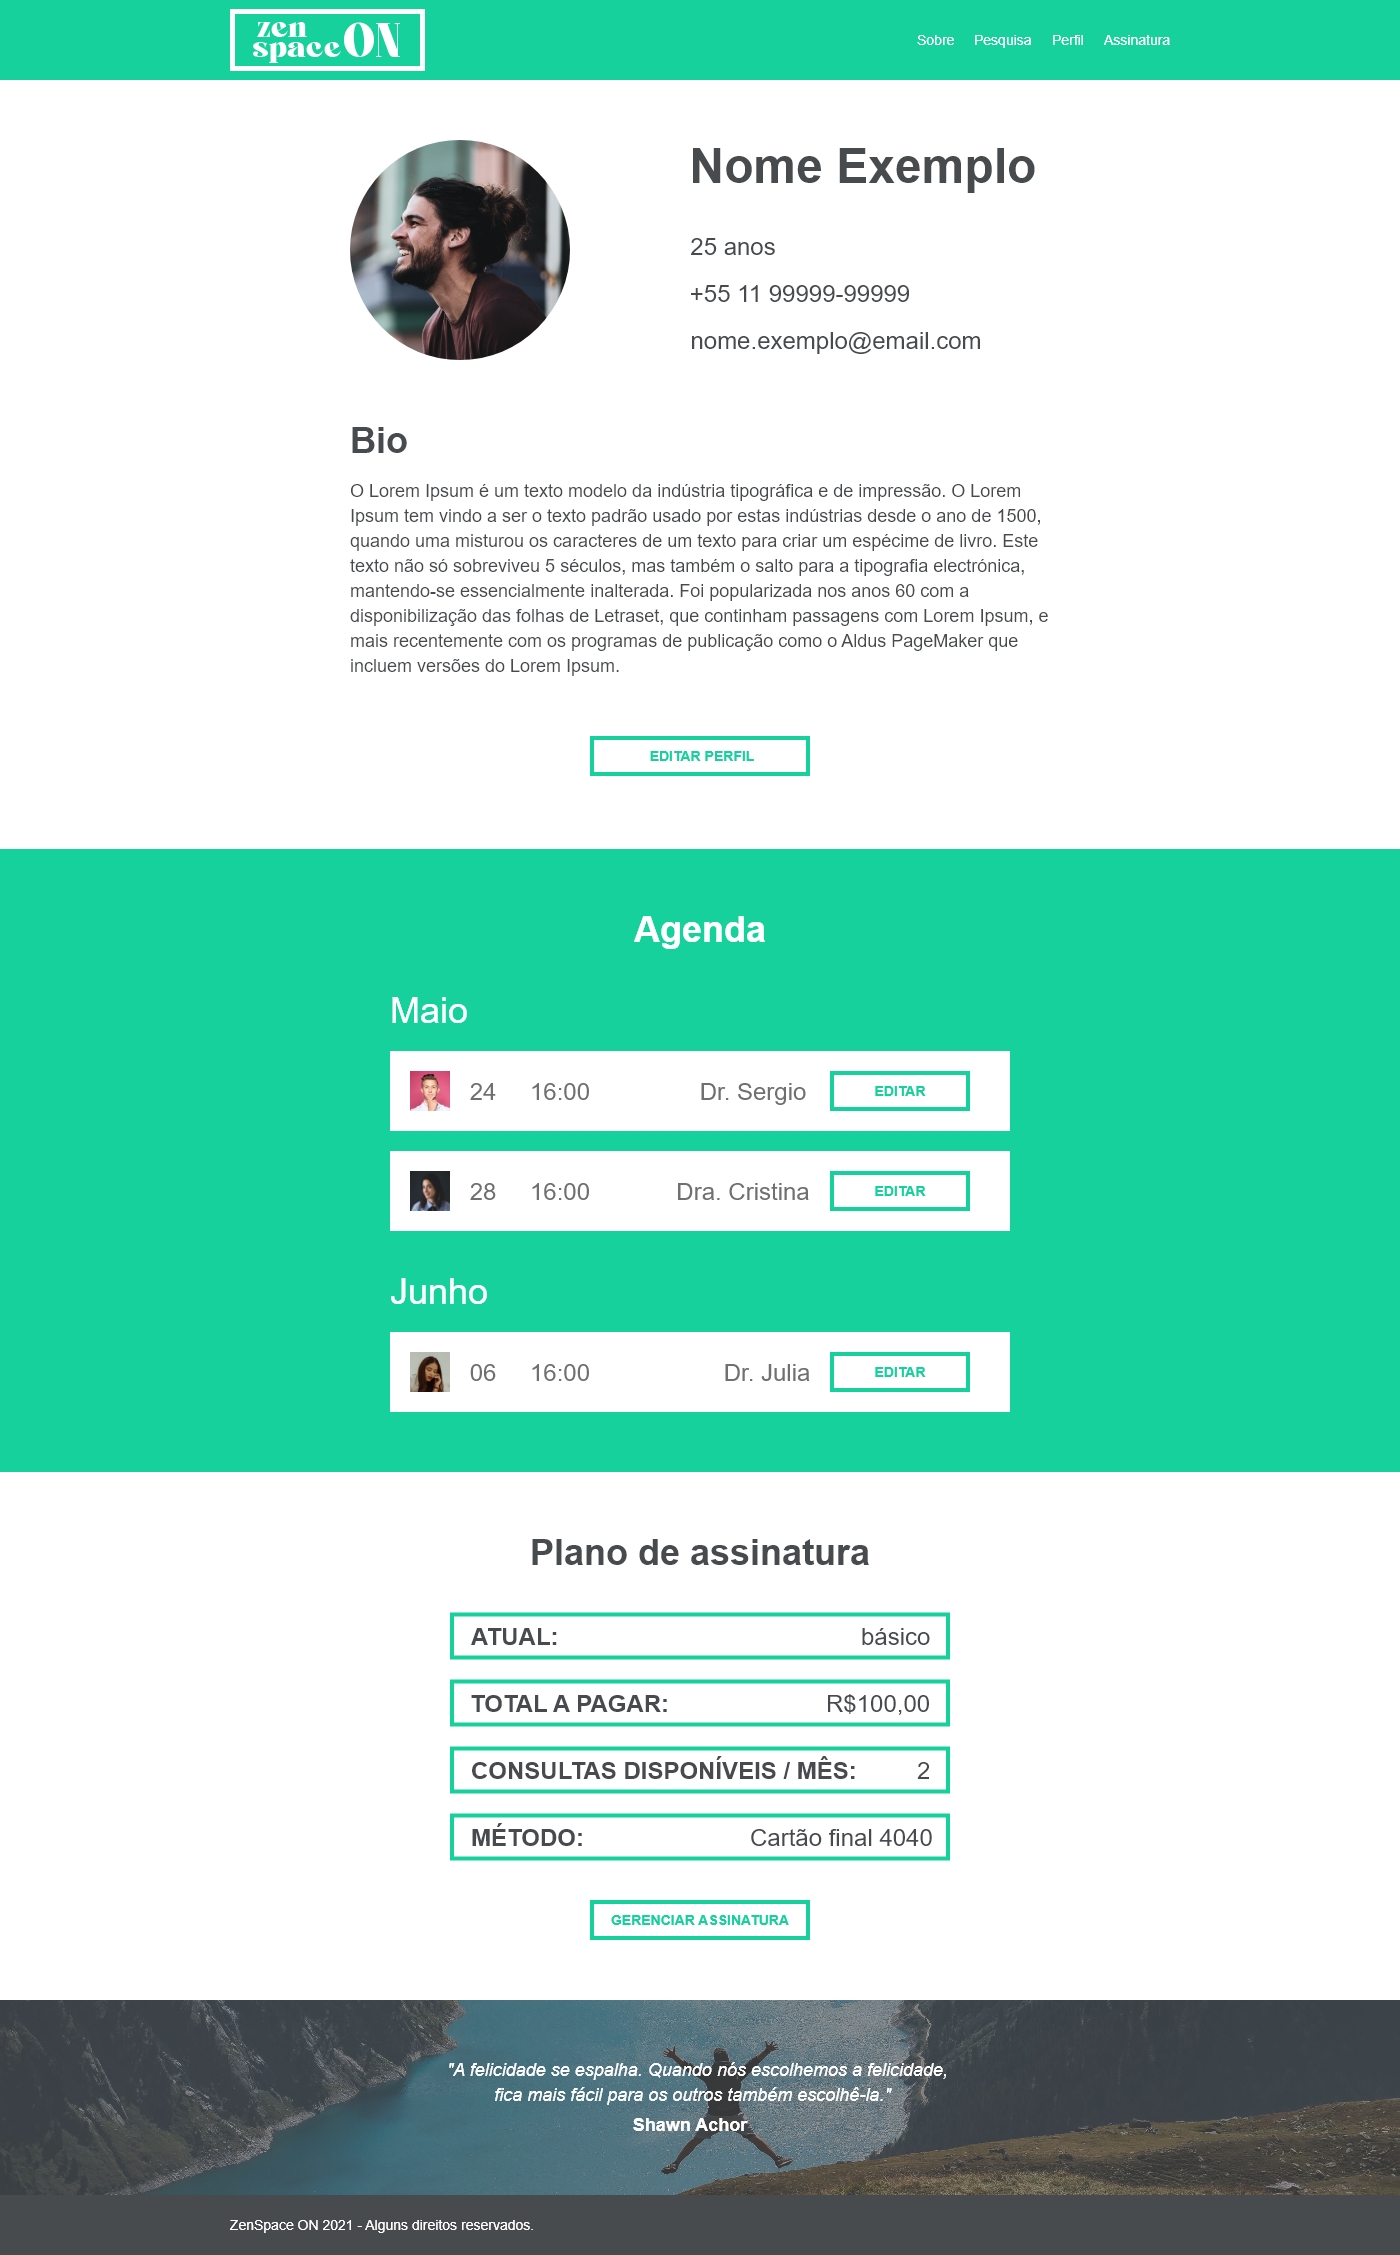 zen
space ON
Sobre Pesquisa Perfil Assinatura
Nome Exemplo
25 anos
+55 11 99999-99999
nome.exemplo@email.com
Bio
O Lorem Ipsum é um texto modelo da indústria tipográfica e de impressão. O Lorem
Ipsum tem vindo a ser o texto padrão usado por estas indústrias desde o ano de 1500,
quando uma misturou os caracteres de um texto para criar um espécime de livro. Este
texto não só sobreviveu 5 séculos, mas também o salto para a tipografia electrónica,
mantendo-se essencialmente inalterada. Foi popularizada nos anos 60 com a
disponibilização das folhas de Letraset, que continham passagens com Lorem Ipsum, e
mais recentemente com os programas de publicação como o Aldus PageMaker que
incluem versões do Lorem Ipsum.
EDITAR PERFIL
Agenda
Maio
24 16:00 Dr. Sergio EDITAR
28 16:00 Dra. Cristina EDITAR
Junho
06 16:00 Dr. Julia EDITAR
Plano de assinatura
ATUAL: básico
TOTAL A PAGAR: R$100,00
CONSULTAS DISPONÍVEIS / MÊS: 2
MÉTODO: Cartão final 4040
GERENCIAR ASSINATURA
"A felicidade se espalha. Quando nós escolhemos a felicidade,
fica mais fácil para os outros também escolhê-la."
Shawn Achor
ZenSpace ON 2021 - Alguns direitos reservados.